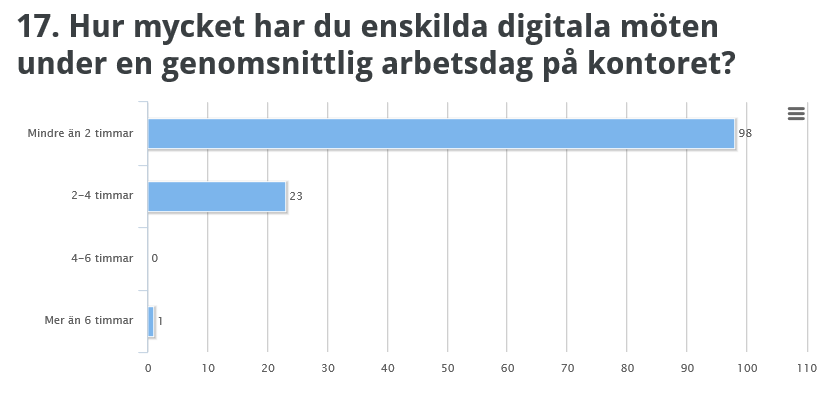 17. Hur mycket har du enskilda digitala möten
under en genomsnittlig arbetsdag på kontoret?
Mindre än 2 timmar
98
2–4 timmar
23
4–6 timmar
0
Mer än 6 timmar
1
0 10 20 30 40 50 60 70 80 90 100 110